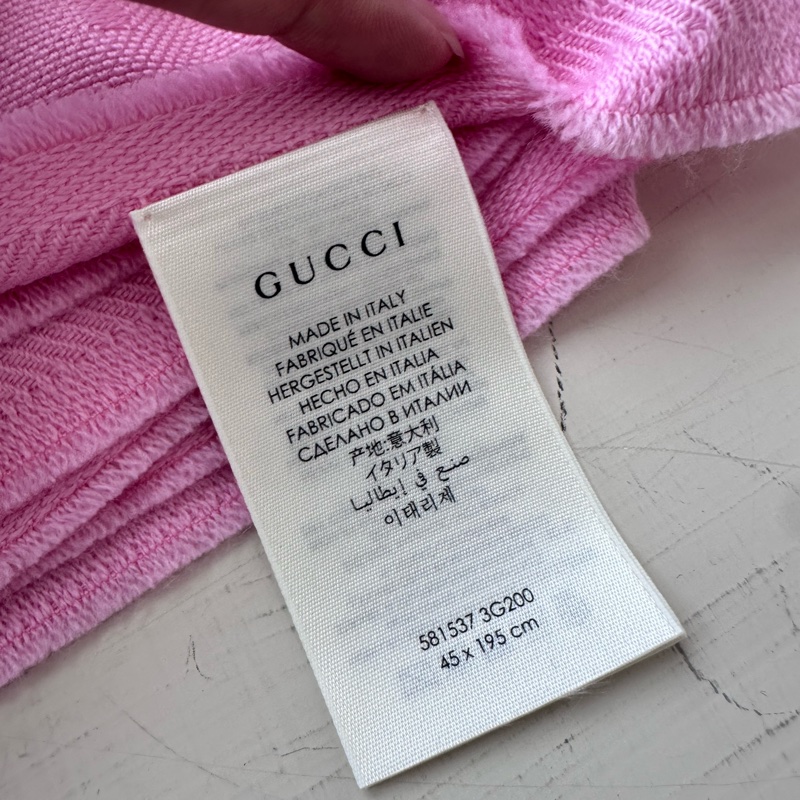 GUCCI
MADE IN ITALY
FABRIQUÉ EN ITALIE
HERGESTELLT IN ITALIEN
HECHO EN ITALIA
FABRICADO EM ITÁLIA
СДЕЛАНО В ИТАЛИИ
产地:意大利
イタリア製
صنع في إيطاليا
이태리제
581537 3G200
45 x 195 cm